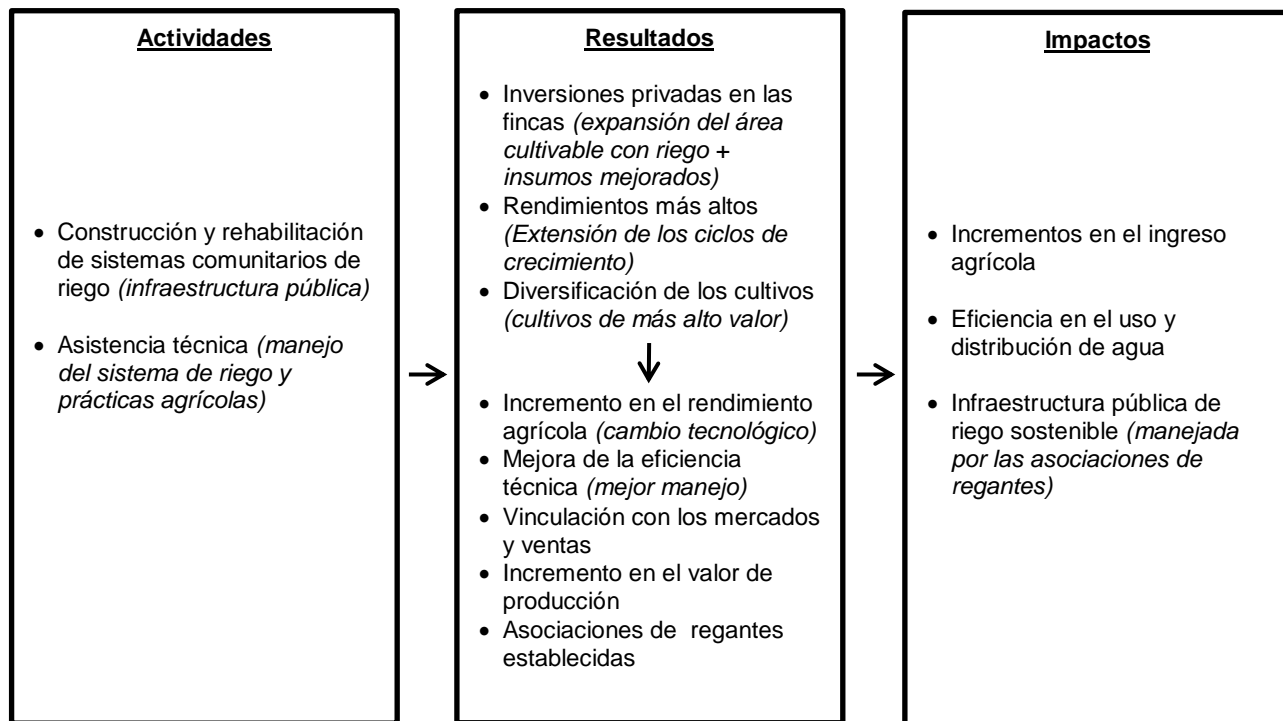 Actividades
• Construcción y rehabilitación
de sistemas comunitarios de
riego (infraestructura pública)
• Asistencia técnica (manejo
del sistema de riego y
prácticas agrícolas)
Resultados
• Inversiones privadas en las
fincas (expansión del área
cultivable con riego +
insumos mejorados)
• Rendimientos más altos
(Extensión de los ciclos de
crecimiento)
• Diversificación de los cultivos
(cultivos de más alto valor)
• Incremento en el rendimiento
agrícola (cambio tecnológico)
• Mejora de la eficiencia
técnica (mejor manejo)
• Vinculación con los mercados
y ventas
• Incremento en el valor de
producción
• Asociaciones de regantes
establecidas
Impactos
• Incrementos en el ingreso
agrícola
• Eficiencia en el uso y
distribución de agua
• Infraestructura pública de
riego sostenible (manejada
por las asociaciones de
regantes)